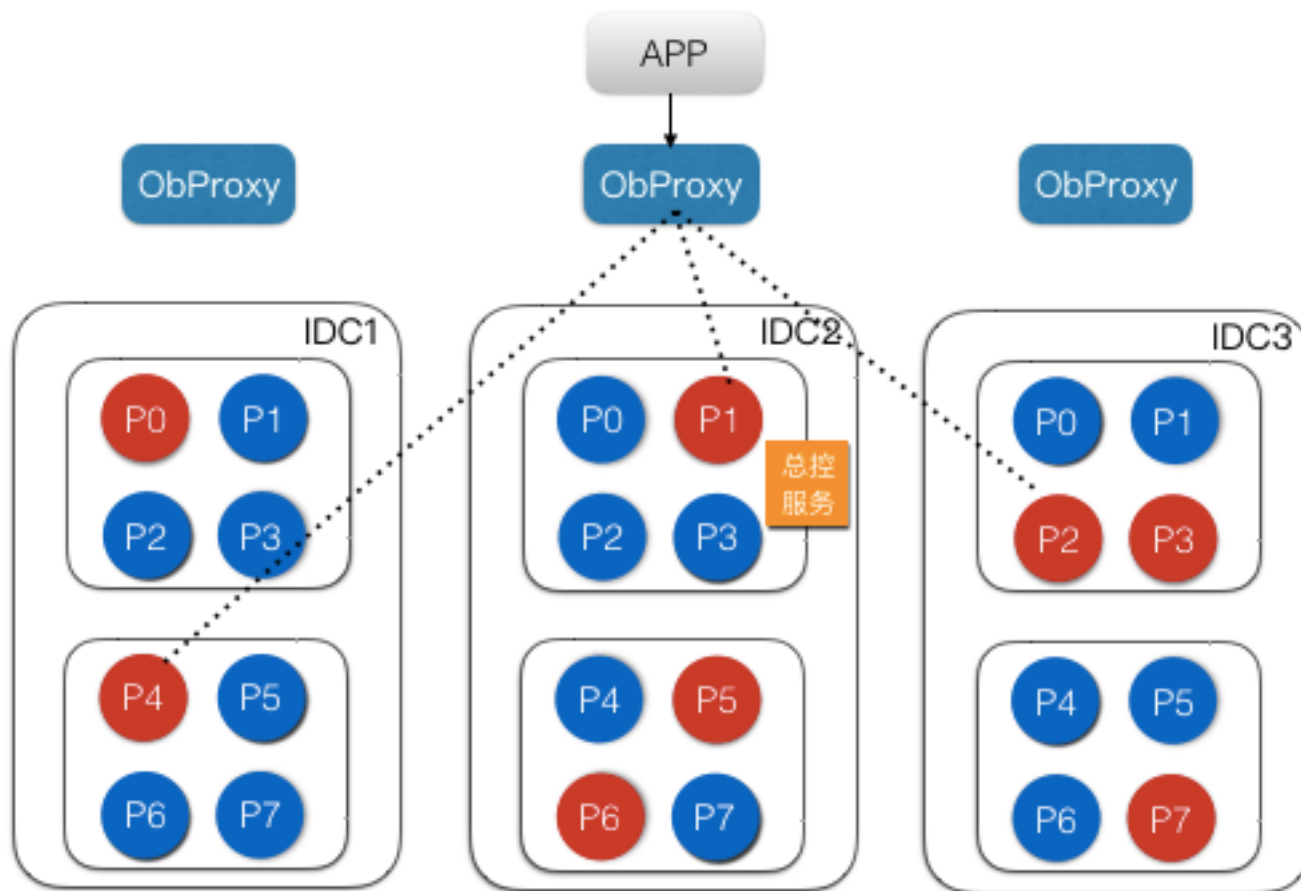 APP
ObProxy
ObProxy
ObProxy
IDC1
P0 P1
P2 P3
P4 P5
P6 P7
IDC2
P0 P1
总控
服务
P2 P3
P4 P5
P6 P7
IDC3
P0 P1
P2 P3
P4 P5
P6 P7